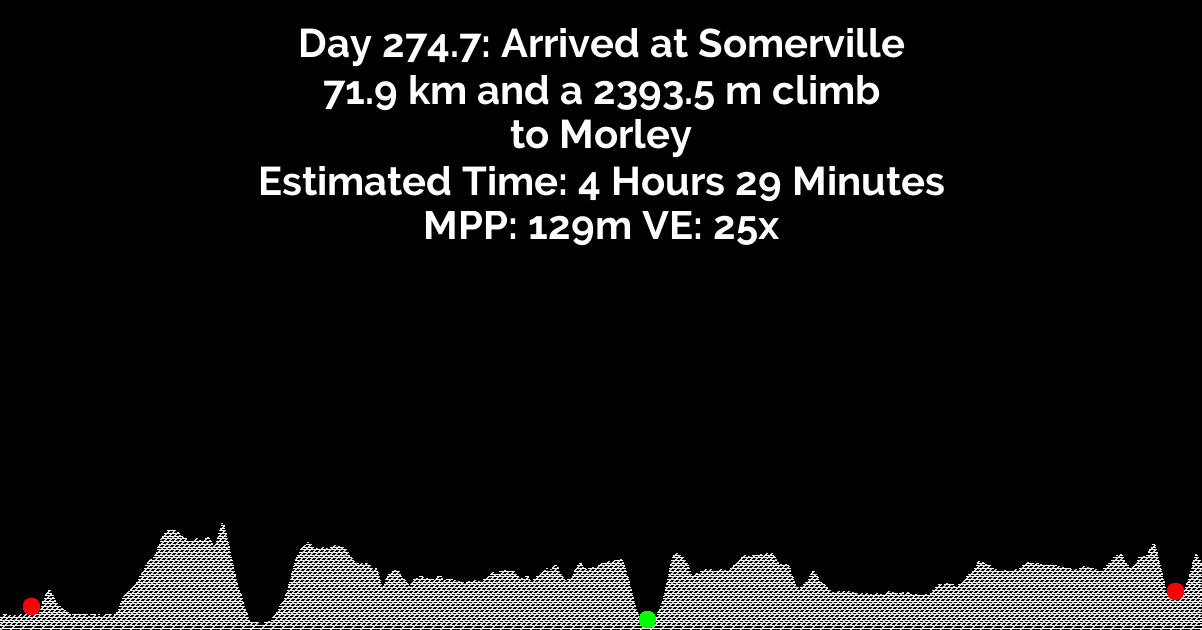 Day 274.7: Arrived at Somerville
71.9 km and a 2393.5 m climb
to Morley
Estimated Time: 4 Hours 29 Minutes
MPP: 129m VE: 25x